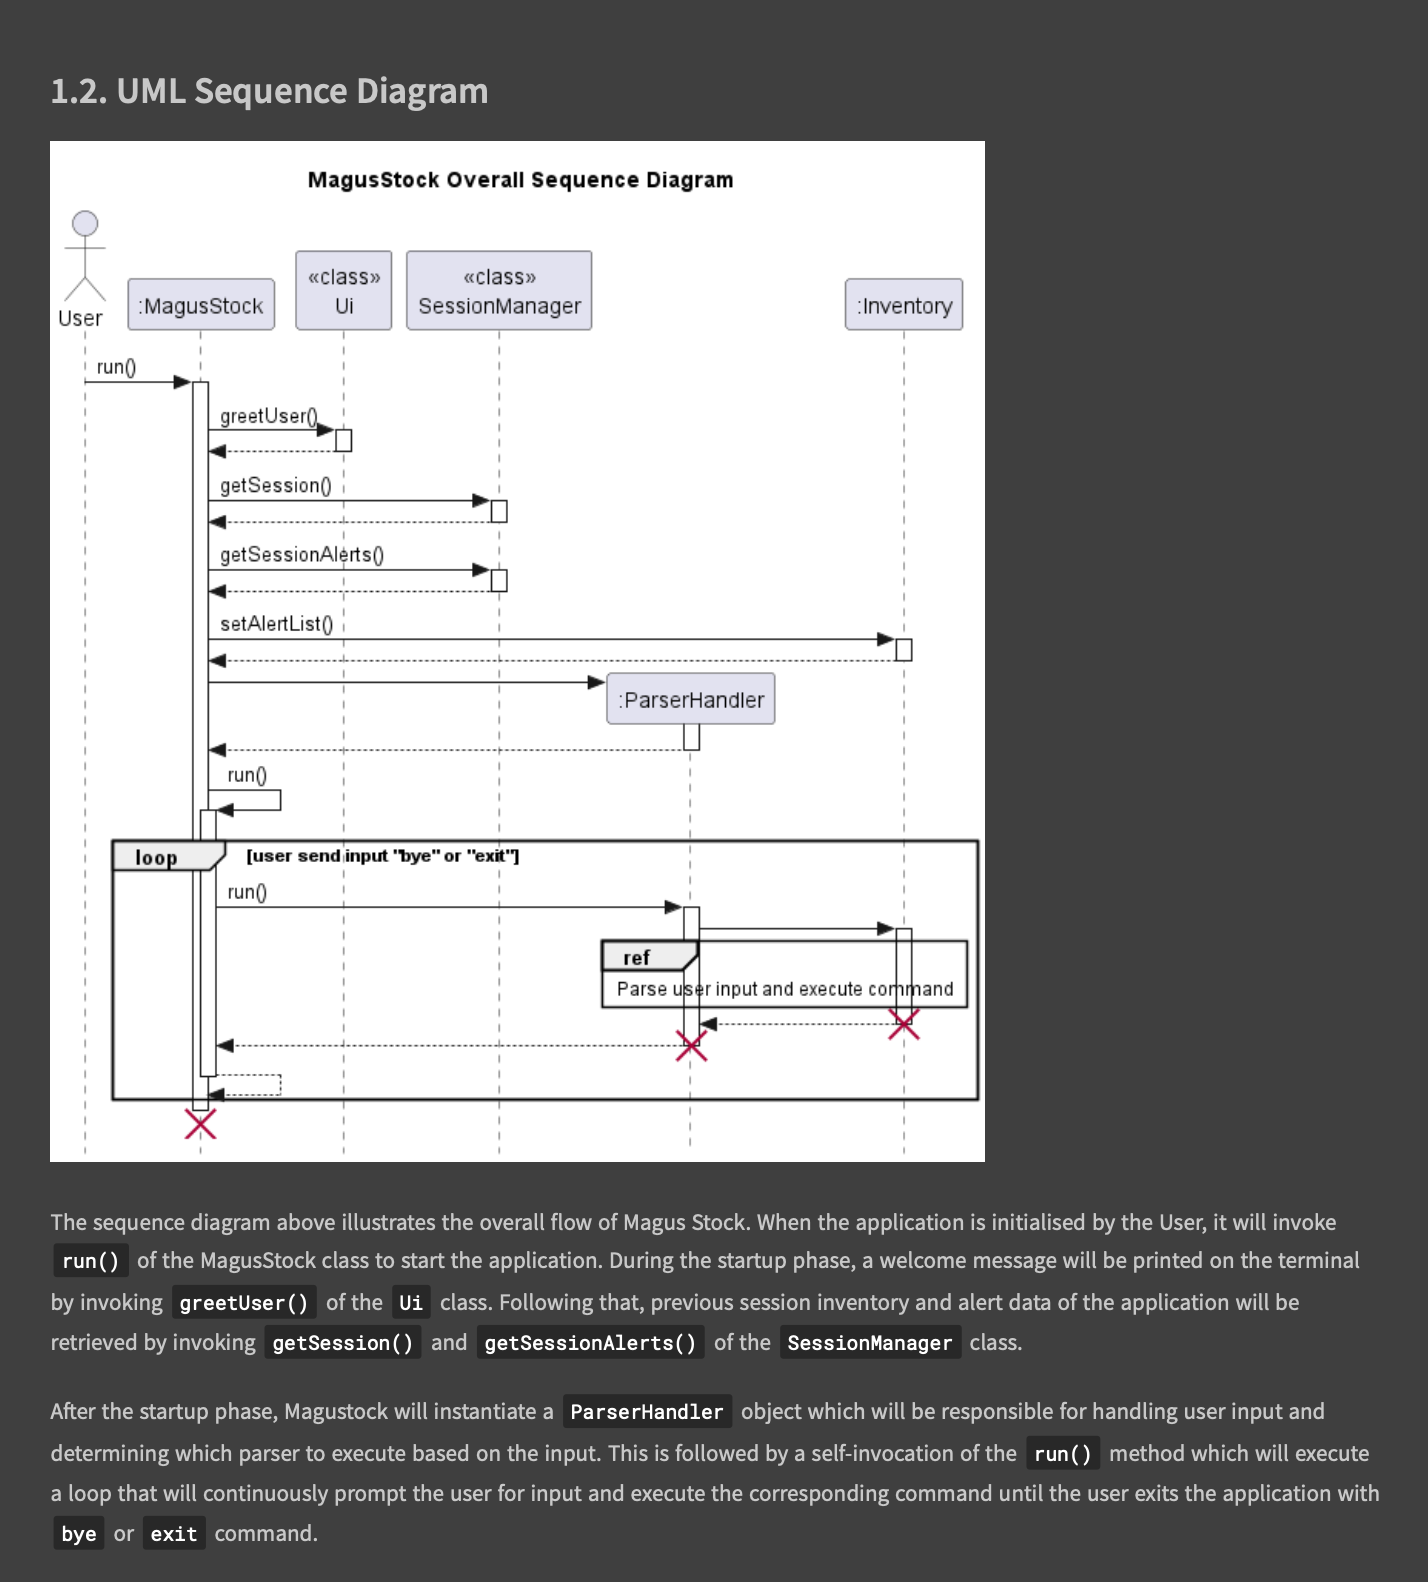 1.2. UML Sequence Diagram
MagusStock Overall Sequence Diagram
User
:MagusStock
«class»
Ui
«class»
SessionManager
:Inventory
run()
greetUser()
getSession()
getSessionAlerts()
setAlertList()
:ParserHandler
run()
loop [user send input "bye" or "exit"]
run()
ref
Parse user input and execute command
The sequence diagram above illustrates the overall flow of Magus Stock. When the application is initialised by the User, it will invoke
run() of the MagusStock class to start the application. During the startup phase, a welcome message will be printed on the terminal
by invoking greetUser() of the Ui class. Following that, previous session inventory and alert data of the application will be
retrieved by invoking getSession() and getSessionAlerts() of the SessionManager class.
After the startup phase, Magustock will instantiate a ParserHandler object which will be responsible for handling user input and
determining which parser to execute based on the input. This is followed by a self-invocation of the run() method which will execute
a loop that will continuously prompt the user for input and execute the corresponding command until the user exits the application with
bye or exit command.